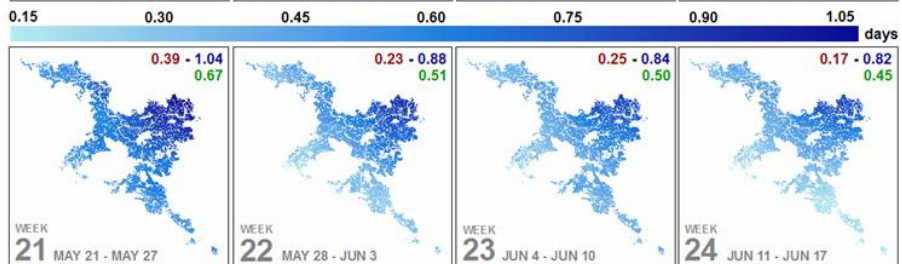 0.15 0.30 0.45 0.60 0.75 0.90 1.05
days
0.39 - 1.04
0.67
WEEK
21 MAY 21 - MAY 27
0.23 - 0.88
0.51
WEEK
22 MAY 28 - JUN 3
0.25 - 0.84
0.50
WEEK
23 JUN 4 - JUN 10
0.17 - 0.82
0.45
WEEK
24 JUN 11 - JUN 17